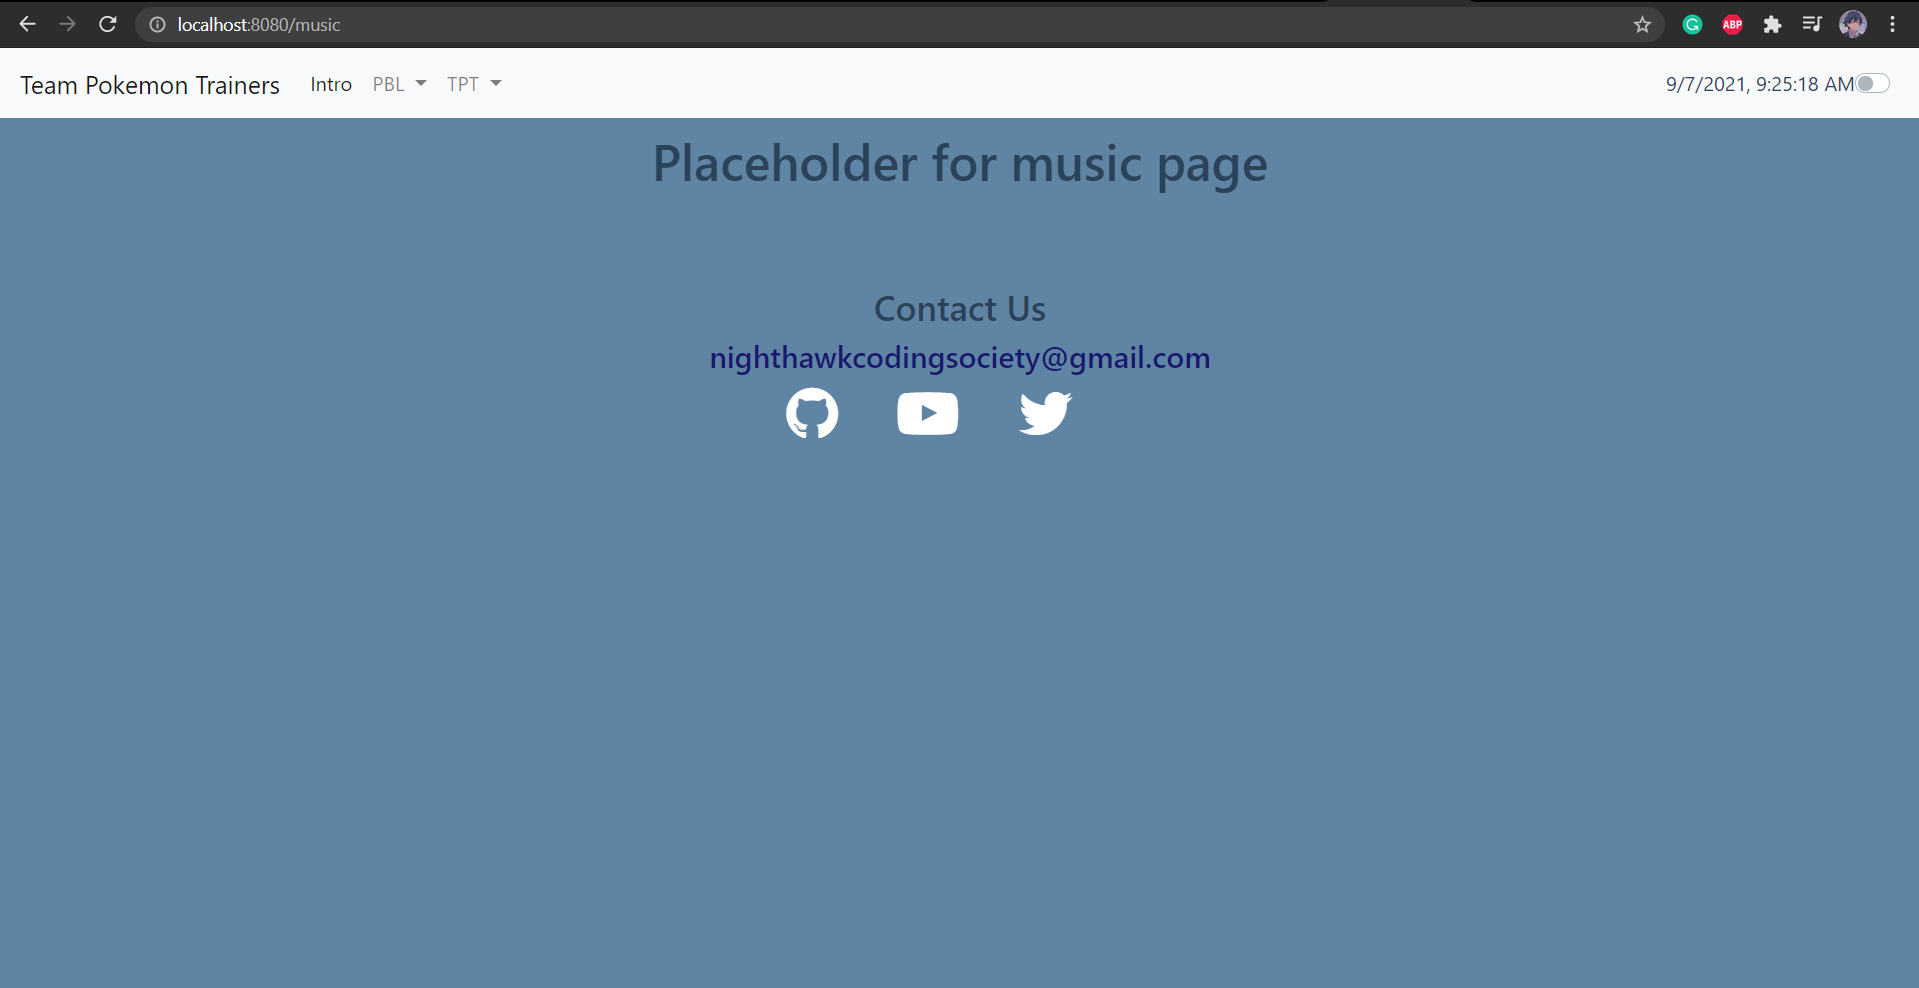 localhost:8080/music
ABP
Team Pokemon Trainers Intro PBL TPT 9/7/2021, 9:25:18 AM
Placeholder for music page
Contact Us
nighthawkcodingsociety@gmail.com